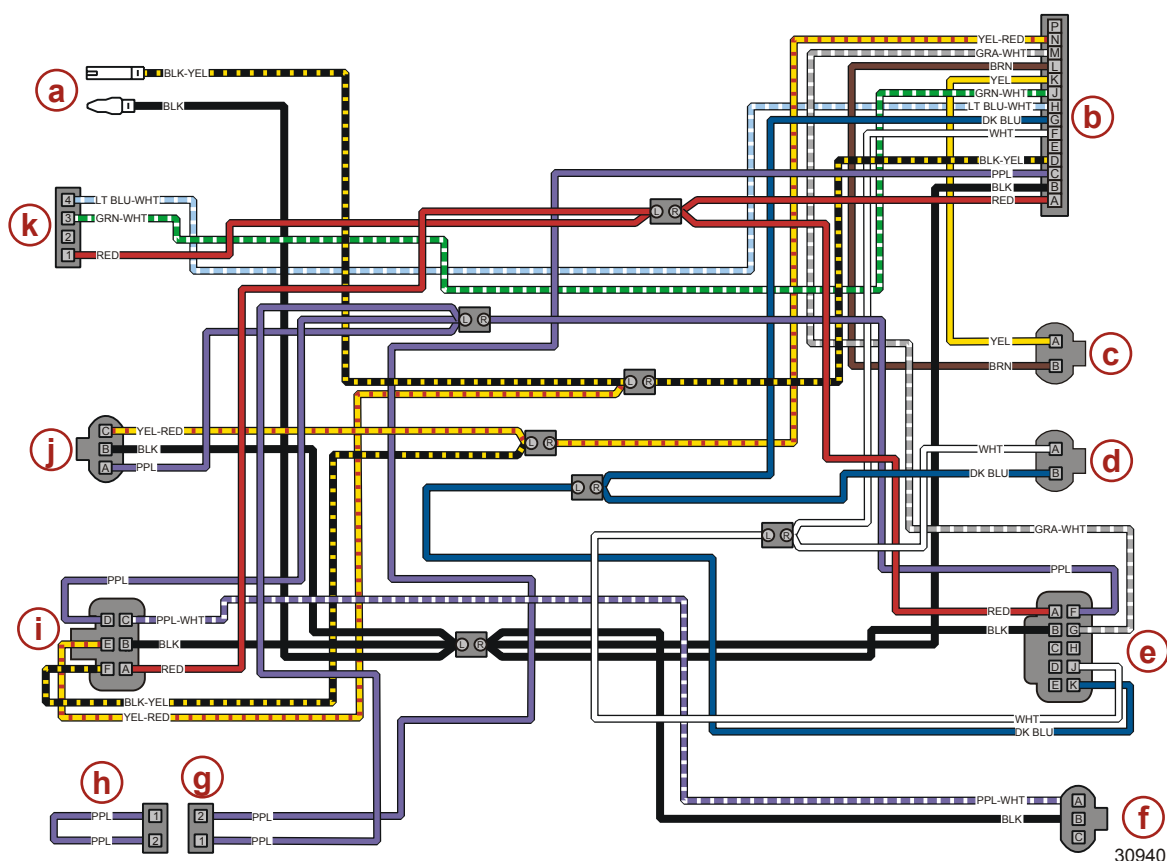 a
BLK-YEL
BLK
k
4 LT BLU-WHT
3 GRN-WHT
2
1 RED
YEL-RED N
P
GRA-WHT M
BRN L
YEL K
GRN-WHT J
LT BLU-WHT H
DK BLU G
WHT F
E
BLK-YEL D
PPL C
BLK B
RED A
b
L R
L R
L R
L R
L R
L R
L R
YEL A
BRN B
c
j
C YEL-RED
B BLK
A PPL
WHT A
DK BLU B
d
GRA-WHT
PPL
i
PPL
D C PPL-WHT
E B BLK
F A RED
BLK-YEL
YEL-RED
RED A F
BLK B G
C H
D J
E K
WHT
DK BLU
e
h
PPL 1
PPL 2
g
2 PPL
1 PPL
PPL-WHT A
BLK B
C
f
30940